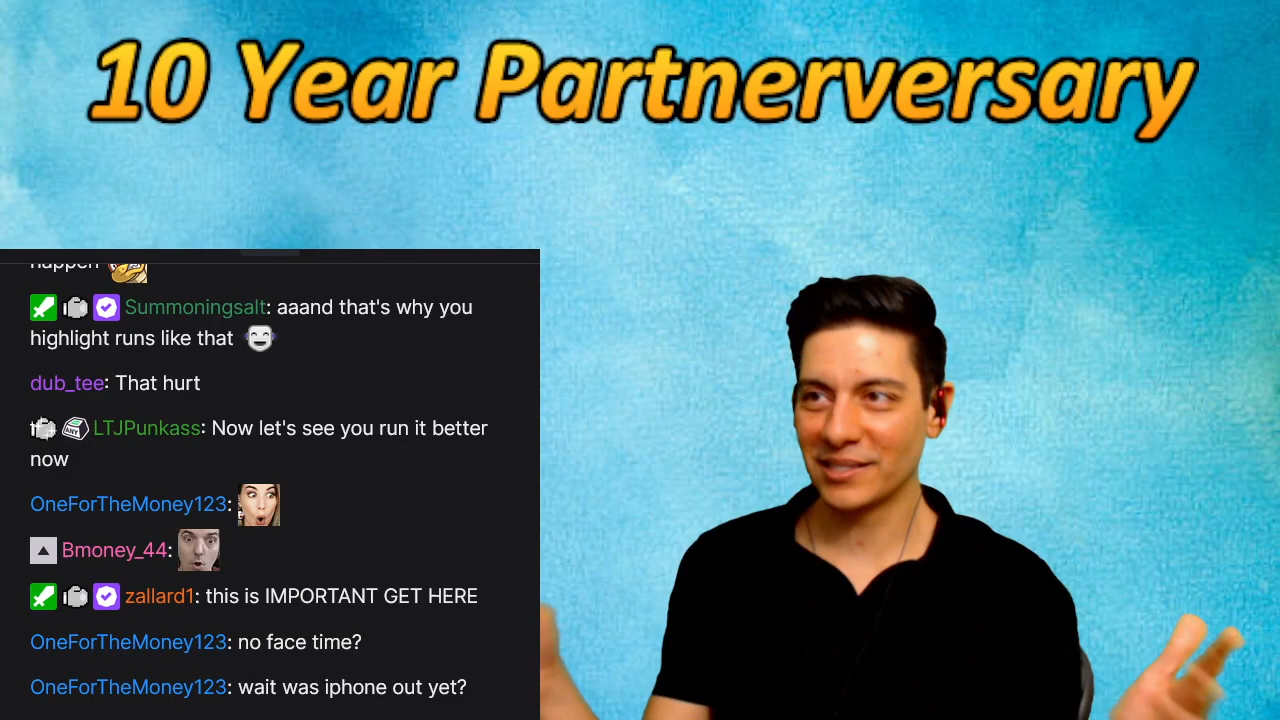 10 Year Partnerversary
happen
Summoningsalt: aaand that's why you
highlight runs like that
dub_tee: That hurt
LTJPunkass: Now let's see you run it better
now
OneForTheMoney123:
Bmoney_44:
zallard1: this is IMPORTANT GET HERE
OneForTheMoney123: no face time?
OneForTheMoney123: wait was iphone out yet?